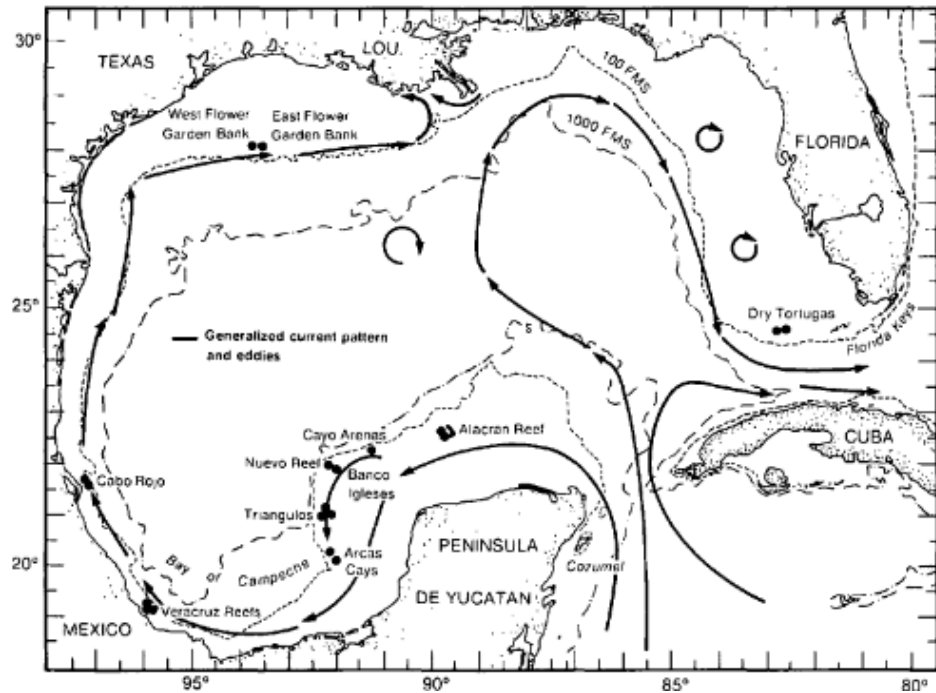 30°
25°
20°
95°
90°
85°
80°
TEXAS
LOU.
100 FMS
1000 FMS
West Flower
Garden Bank
East Flower
Garden Bank
FLORIDA
Dry Tortugas
Florida Keys
Generalized current pattern
and eddies
Cayo Arenas
Alacran Reef
Nuevo Reef
Banco
Igleses
CUBA
Cabo Rojo
Triangulos
Arcas
Cays
PENINSULA
DE YUCATAN
Cozumel
Bay of Campeche
Veracruz Reefs
MEXICO